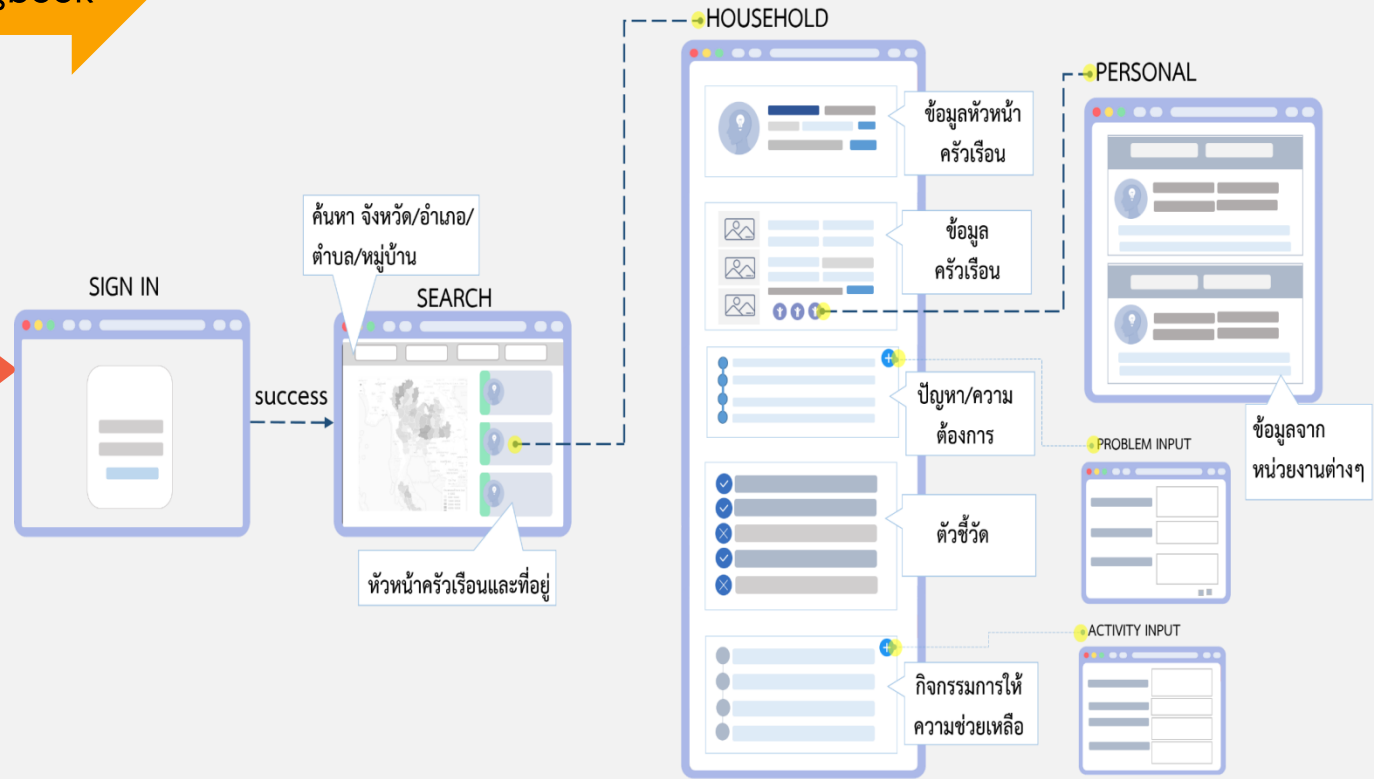 HOUSEHOLD
PERSONAL
ข้อมูลหัวหน้า
ครัวเรือน
ค้นหา จังหวัด/อำเภอ/
ตำบล/หมู่บ้าน
ข้อมูล
ครัวเรือน
SIGN IN
SEARCH
success
ปัญหา/ความ
ต้องการ
ข้อมูลจาก
หน่วยงานต่างๆ
PROBLEM INPUT
ตัวชี้วัด
หัวหน้าครัวเรือนและที่อยู่
ACTIVITY INPUT
กิจกรรมการให้
ความช่วยเหลือ